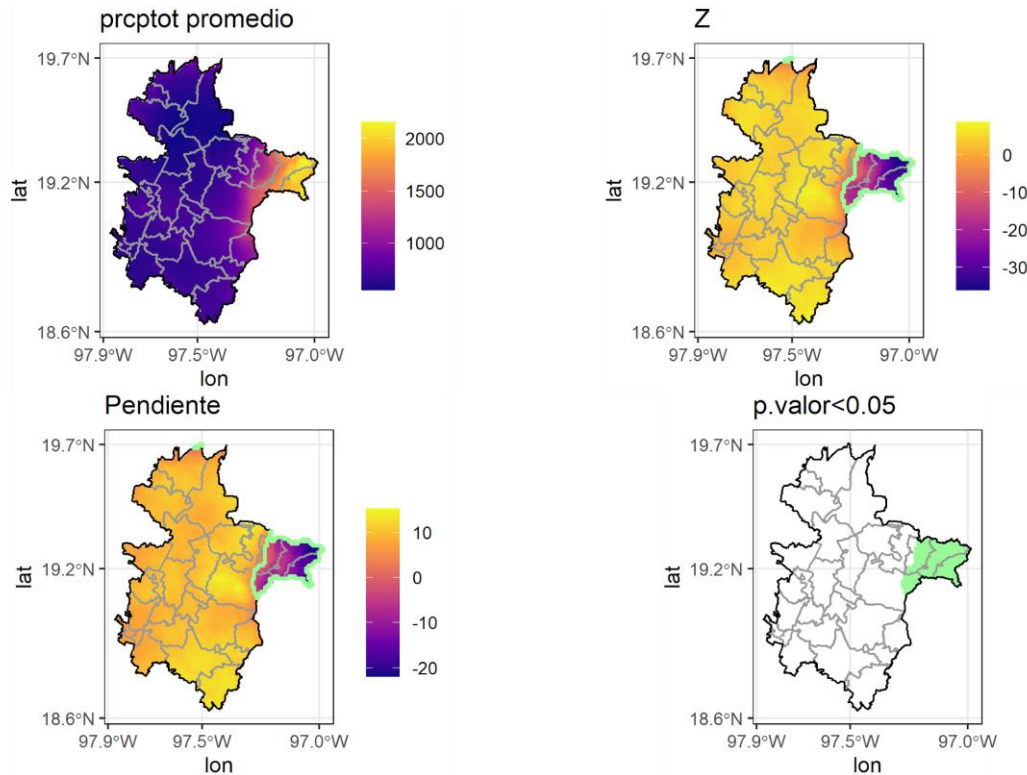 prcptot promedio
19.7°N
19.2°N
18.6°N
lat
97.9°W 97.5°W 97.0°W
lon
2000
1500
1000
Z
19.7°N
19.2°N
18.6°N
lat
97.9°W 97.5°W 97.0°W
lon
0
-10
-20
-30
Pendiente
19.7°N
19.2°N
18.6°N
lat
97.9°W 97.5°W 97.0°W
lon
10
0
-10
-20
p.valor<0.05
19.7°N
19.2°N
18.6°N
lat
97.9°W 97.5°W 97.0°W
lon